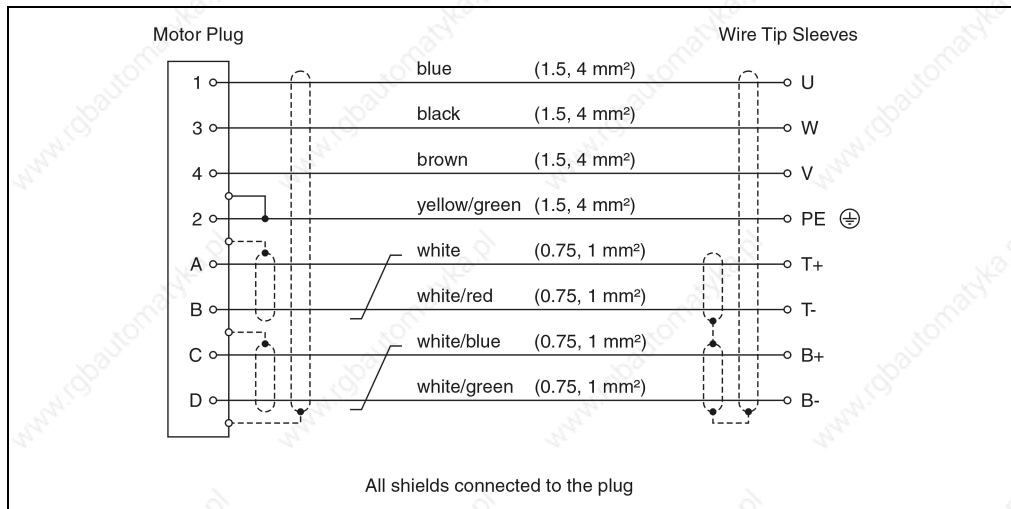 Motor Plug Wire Tip Sleeves
1 blue (1.5, 4 mm²) U
3 black (1.5, 4 mm²) W
4 brown (1.5, 4 mm²) V
2 yellow/green (1.5, 4 mm²) PE
A white (0.75, 1 mm²) T+
B white/red (0.75, 1 mm²) T-
C white/blue (0.75, 1 mm²) B+
D white/green (0.75, 1 mm²) B-
All shields connected to the plug
www.rgbautomatyka.pl